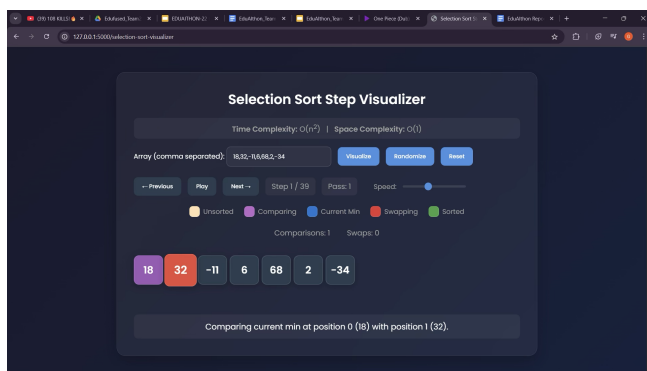 (39) 108 KILLS!
Edufused_Team
EDUAITHON-2
EduAIthon_Team
EduAIthon_Team
One Piece (Dub)
Selection Sort S
EduAIthon Repo
127.0.0.1:5000/selection-sort-visualizer
Selection Sort Step Visualizer
Time Complexity: O(n²) | Space Complexity: O(1)
Array (comma separated): 18,32,-11,6,68,2,-34 Visualize Randomize Reset
←Previous Play Next→ Step 1 / 39 Pass: 1 Speed:
Unsorted Comparing Current Min Swapping Sorted
Comparisons: 1 Swaps: 0
18 32 -11 6 68 2 -34
Comparing current min at position 0 (18) with position 1 (32).